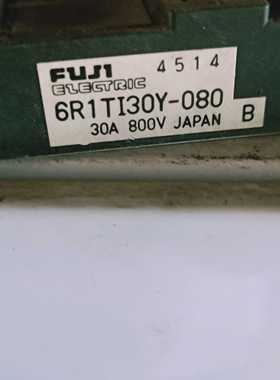 FUJI 4514
ELECTRIC
6R1TI30Y-080
30A 800V JAPAN B